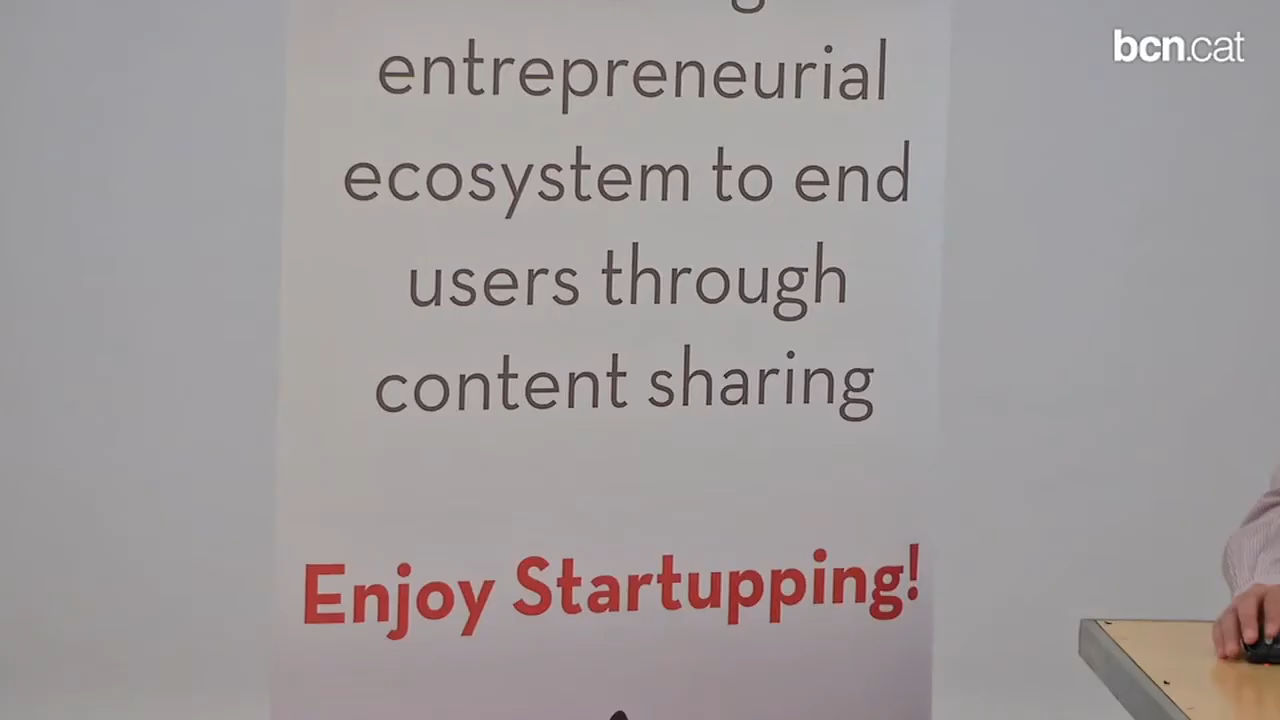 bcn.cat
entrepreneurial
ecosystem to end
users through
content sharing
Enjoy Startupping!